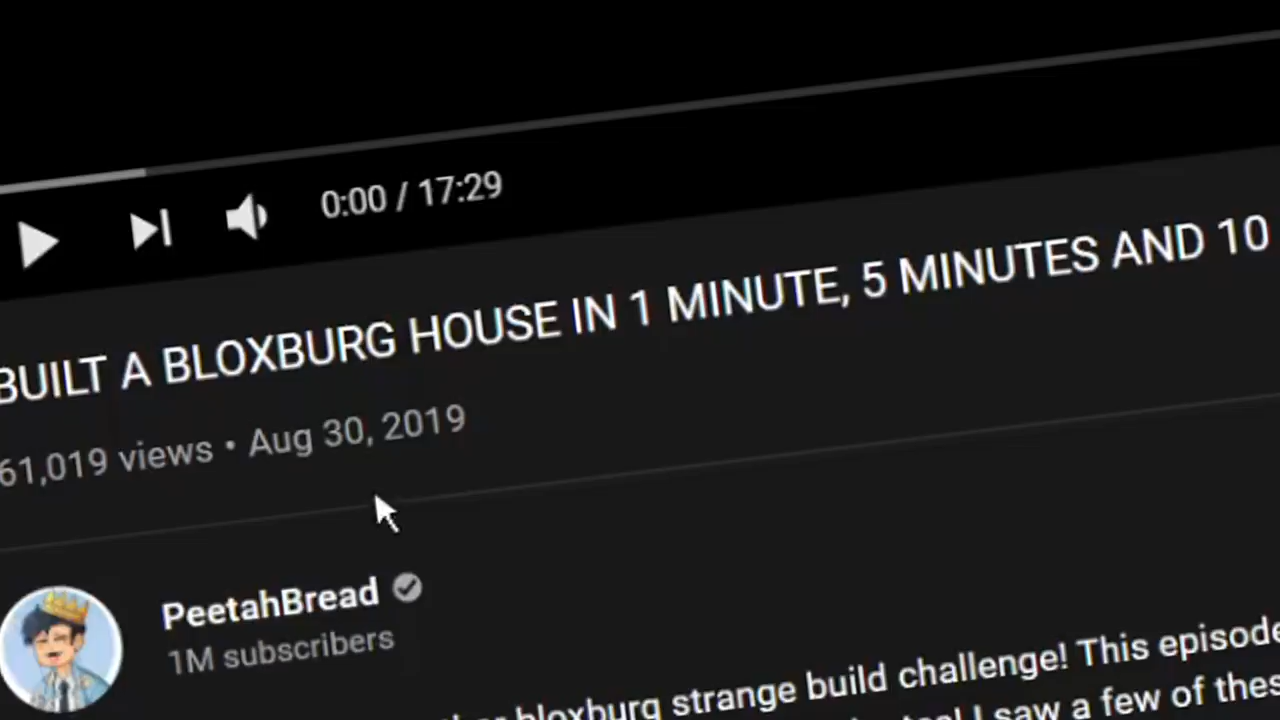 0:00 / 17:29
BUILT A BLOXBURG HOUSE IN 1 MINUTE, 5 MINUTES AND 10
61,019 views • Aug 30, 2019
PeetahBread
1M subscribers
bloxburg strange build challenge! This episode
I saw a few of thes